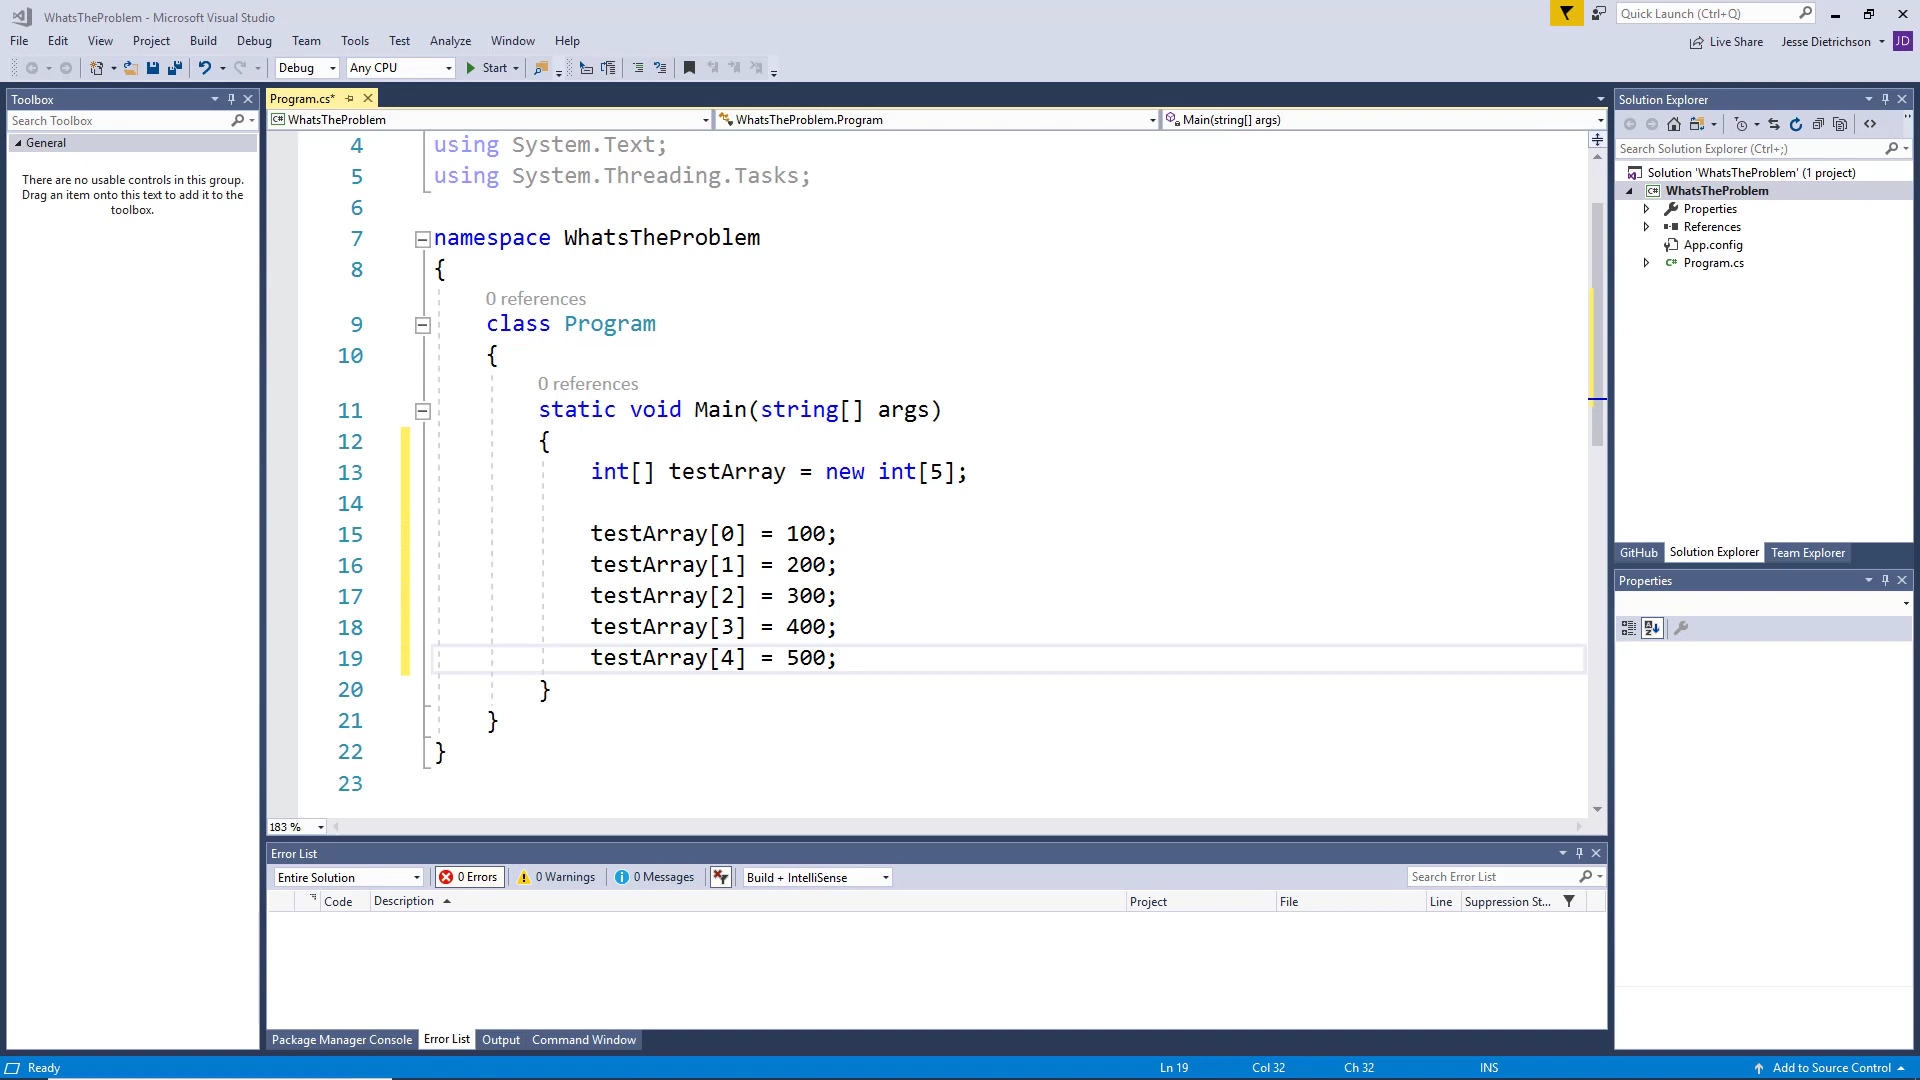 WhatsTheProblem - Microsoft Visual Studio
Quick Launch (Ctrl+Q)
File Edit View Project Build Debug Team Tools Test Analyze Window Help
Live Share Jesse Dietrichson JD
Debug Any CPU Start
Toolbox
Search Toolbox
General
There are no usable controls in this group.
Drag an item onto this text to add it to the
toolbox.
Program.cs*
WhatsTheProblem WhatsTheProblem.Program Main(string[] args)
4 using System.Text;
5 using System.Threading.Tasks;
6
7 namespace WhatsTheProblem
8 {
0 references
9 class Program
10 {
0 references
11 static void Main(string[] args)
12 {
13 int[] testArray = new int[5];
14
15 testArray[0] = 100;
16 testArray[1] = 200;
17 testArray[2] = 300;
18 testArray[3] = 400;
19 testArray[4] = 500;
20 }
21 }
22 }
23
183 %
Error List
Entire Solution 0 Errors 0 Warnings 0 Messages Build + IntelliSense Search Error List
Code Description Project File Line Suppression St...
Package Manager Console Error List Output Command Window
Solution Explorer
Search Solution Explorer (Ctrl+;)
Solution 'WhatsTheProblem' (1 project)
C# WhatsTheProblem
Properties
References
App.config
C# Program.cs
GitHub Solution Explorer Team Explorer
Properties
Ready Ln 19 Col 32 Ch 32 INS Add to Source Control